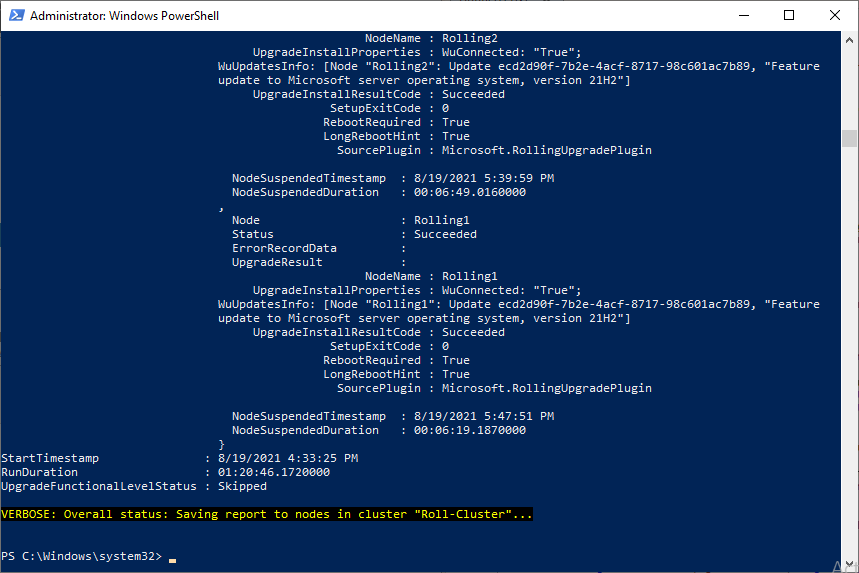 Administrator: Windows PowerShell
NodeName : Rolling2
UpgradeInstallProperties : WuConnected: "True";
WuUpdatesInfo: [Node "Rolling2": Update ecd2d90f-7b2e-4acf-8717-98c601ac7b89, "Feature
update to Microsoft server operating system, version 21H2"]
UpgradeInstallResultCode : Succeeded
SetupExitCode : 0
RebootRequired : True
LongRebootHint : True
SourcePlugin : Microsoft.RollingUpgradePlugin
NodeSuspendedTimestamp : 8/19/2021 5:39:59 PM
NodeSuspendedDuration : 00:06:49.0160000
,
Node : Rolling1
Status : Succeeded
ErrorRecordData :
UpgradeResult :
NodeName : Rolling1
UpgradeInstallProperties : WuConnected: "True";
WuUpdatesInfo: [Node "Rolling1": Update ecd2d90f-7b2e-4acf-8717-98c601ac7b89, "Feature
update to Microsoft server operating system, version 21H2"]
UpgradeInstallResultCode : Succeeded
SetupExitCode : 0
RebootRequired : True
LongRebootHint : True
SourcePlugin : Microsoft.RollingUpgradePlugin
NodeSuspendedTimestamp : 8/19/2021 5:47:51 PM
NodeSuspendedDuration : 00:06:19.1870000
}
StartTimestamp : 8/19/2021 4:33:25 PM
RunDuration : 01:20:46.1720000
UpgradeFunctionalLevelStatus : Skipped
VERBOSE: Overall status: Saving report to nodes in cluster "Roll-Cluster"...
PS C:\Windows\system32>